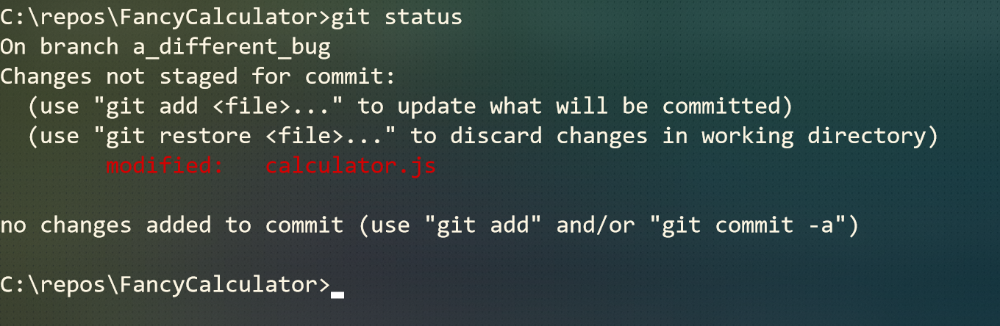 C:\repos\FancyCalculator>git status
On branch a_different_bug
Changes not staged for commit:
  (use "git add <file>..." to update what will be committed)
  (use "git restore <file>..." to discard changes in working directory)
        modified:   calculator.js

no changes added to commit (use "git add" and/or "git commit -a")

C:\repos\FancyCalculator>